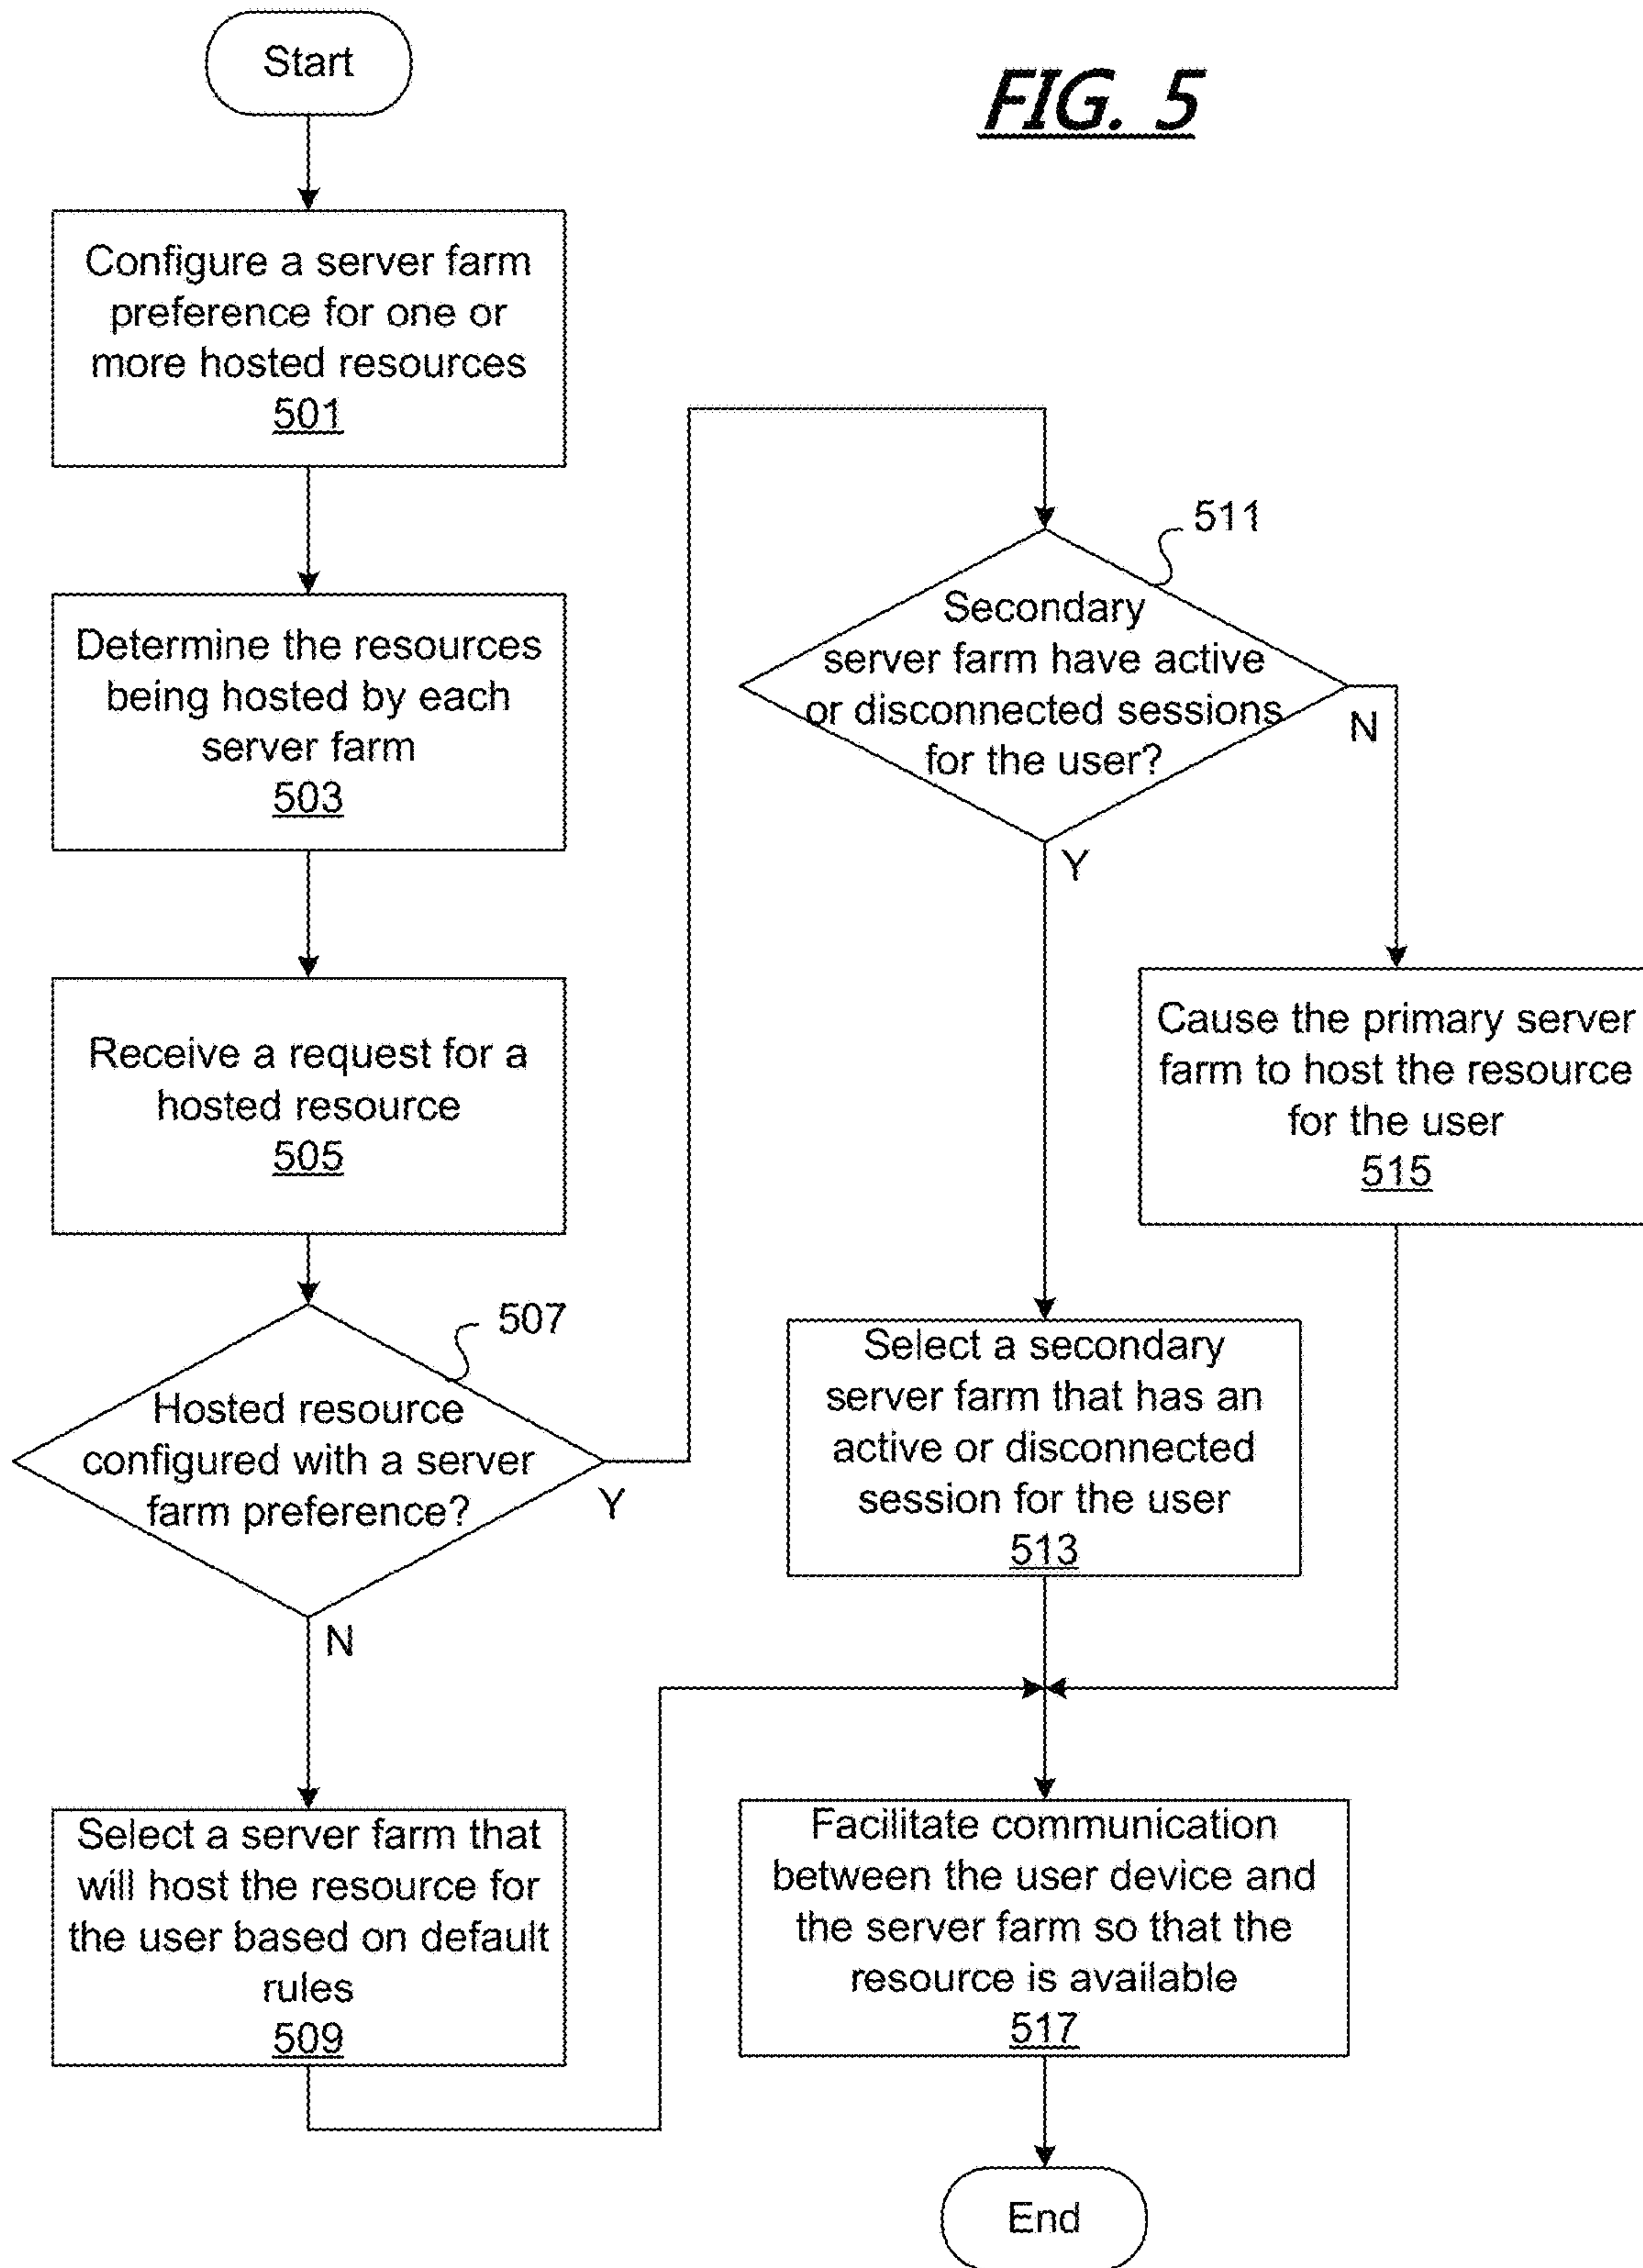 Start
FIG. 5
Configure a server farm
preference for one or
more hosted resources
501
Determine the resources
being hosted by each
server farm
503
Receive a request for a
hosted resource
505
507
Hosted resource
configured with a server
farm preference?
Y
N
Select a server farm that
will host the resource for
the user based on default
rules
509
511
Secondary
server farm have active
or disconnected sessions
for the user?
N
Y
Cause the primary server
farm to host the resource
for the user
515
Select a secondary
server farm that has an
active or disconnected
session for the user
513
Facilitate communication
between the user device and
the server farm so that the
resource is available
517
End